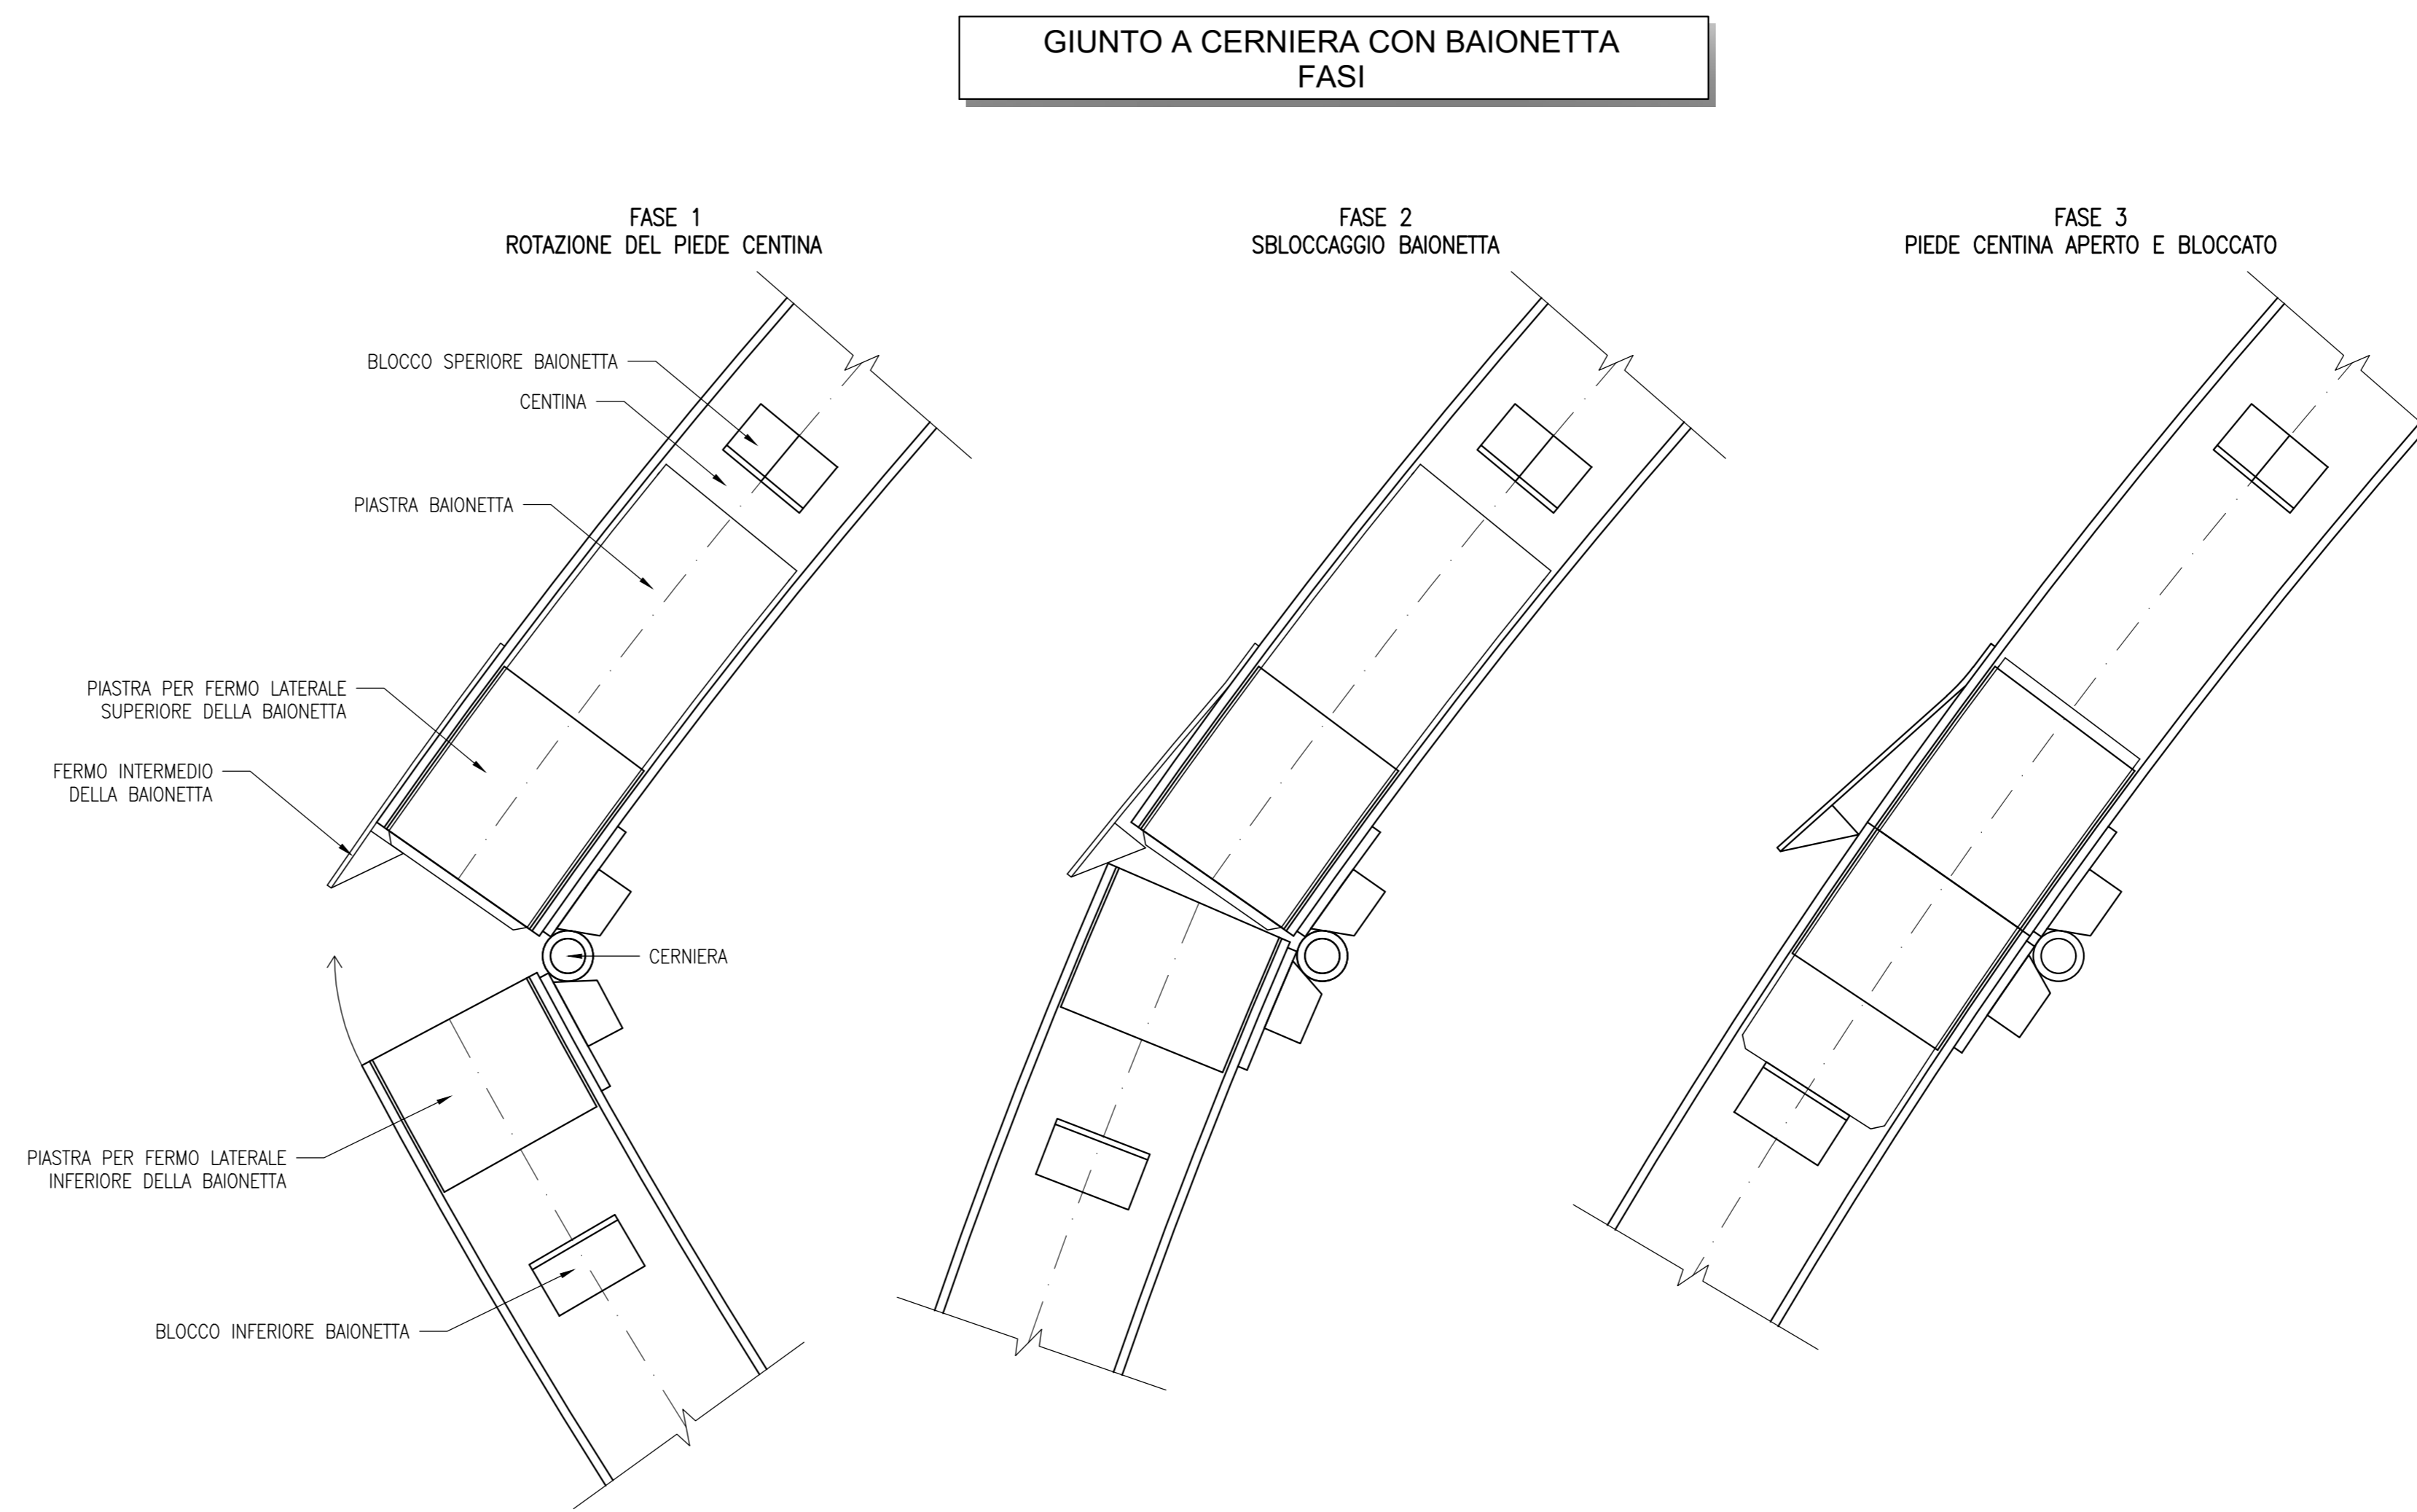 GIUNTO A CERNIERA CON BAIONETTA
FASI
FASE 1
ROTAZIONE DEL PIEDE CENTINA
FASE 2
SBLOCCAGGIO BAIONETTA
FASE 3
PIEDE CENTINA APERTO E BLOCCATO
BLOCCO SPERIORE BAIONETTA
CENTINA
PIASTRA BAIONETTA
PIASTRA PER FERMO LATERALE
SUPERIORE DELLA BAIONETTA
FERMO INTERMEDIO
DELLA BAIONETTA
CERNIERA
PIASTRA PER FERMO LATERALE
INFERIORE DELLA BAIONETTA
BLOCCO INFERIORE BAIONETTA